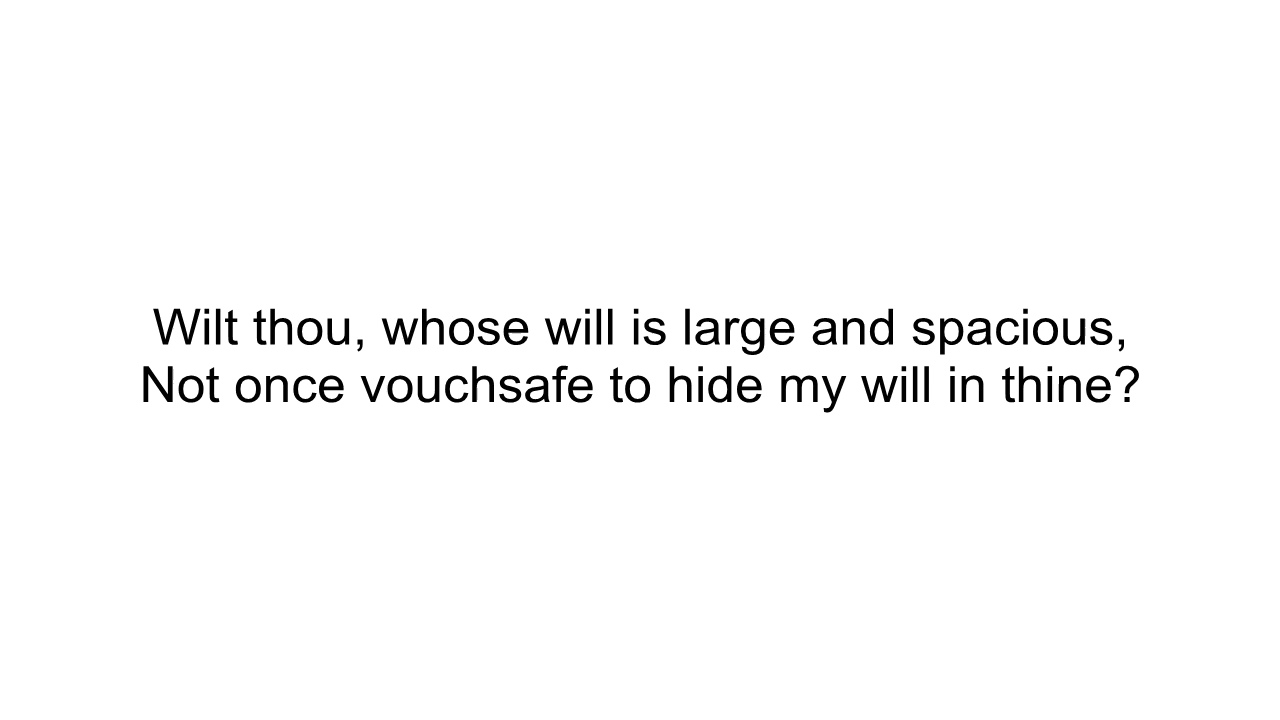 Wilt thou, whose will is large and spacious,
Not once vouchsafe to hide my will in thine?